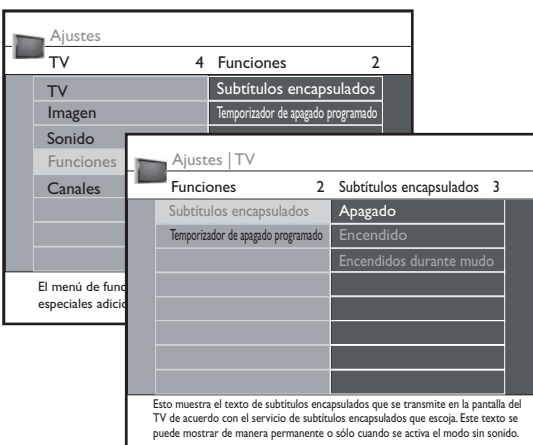 Ajustes
TV 4 Funciones 2
TV Subtítulos encapsulados
Imagen Temporizador de apagado programado
Sonido
Funciones
Canales
El menú de
especiales
Ajustes | TV
Funciones 2 Subtítulos encapsulados 3
Subtítulos encapsulados Apagado
Temporizador de apagado programado Encendido
Encendidos durante mudo
Esto muestra el texto de subtítulos encapsulados que se transmite en la pantalla del
TV de acuerdo con el servicio de subtítulos encapsulados que escoja. Este texto se
puede mostrar de manera permanente o sólo cuando se activa el modo sin sonido.